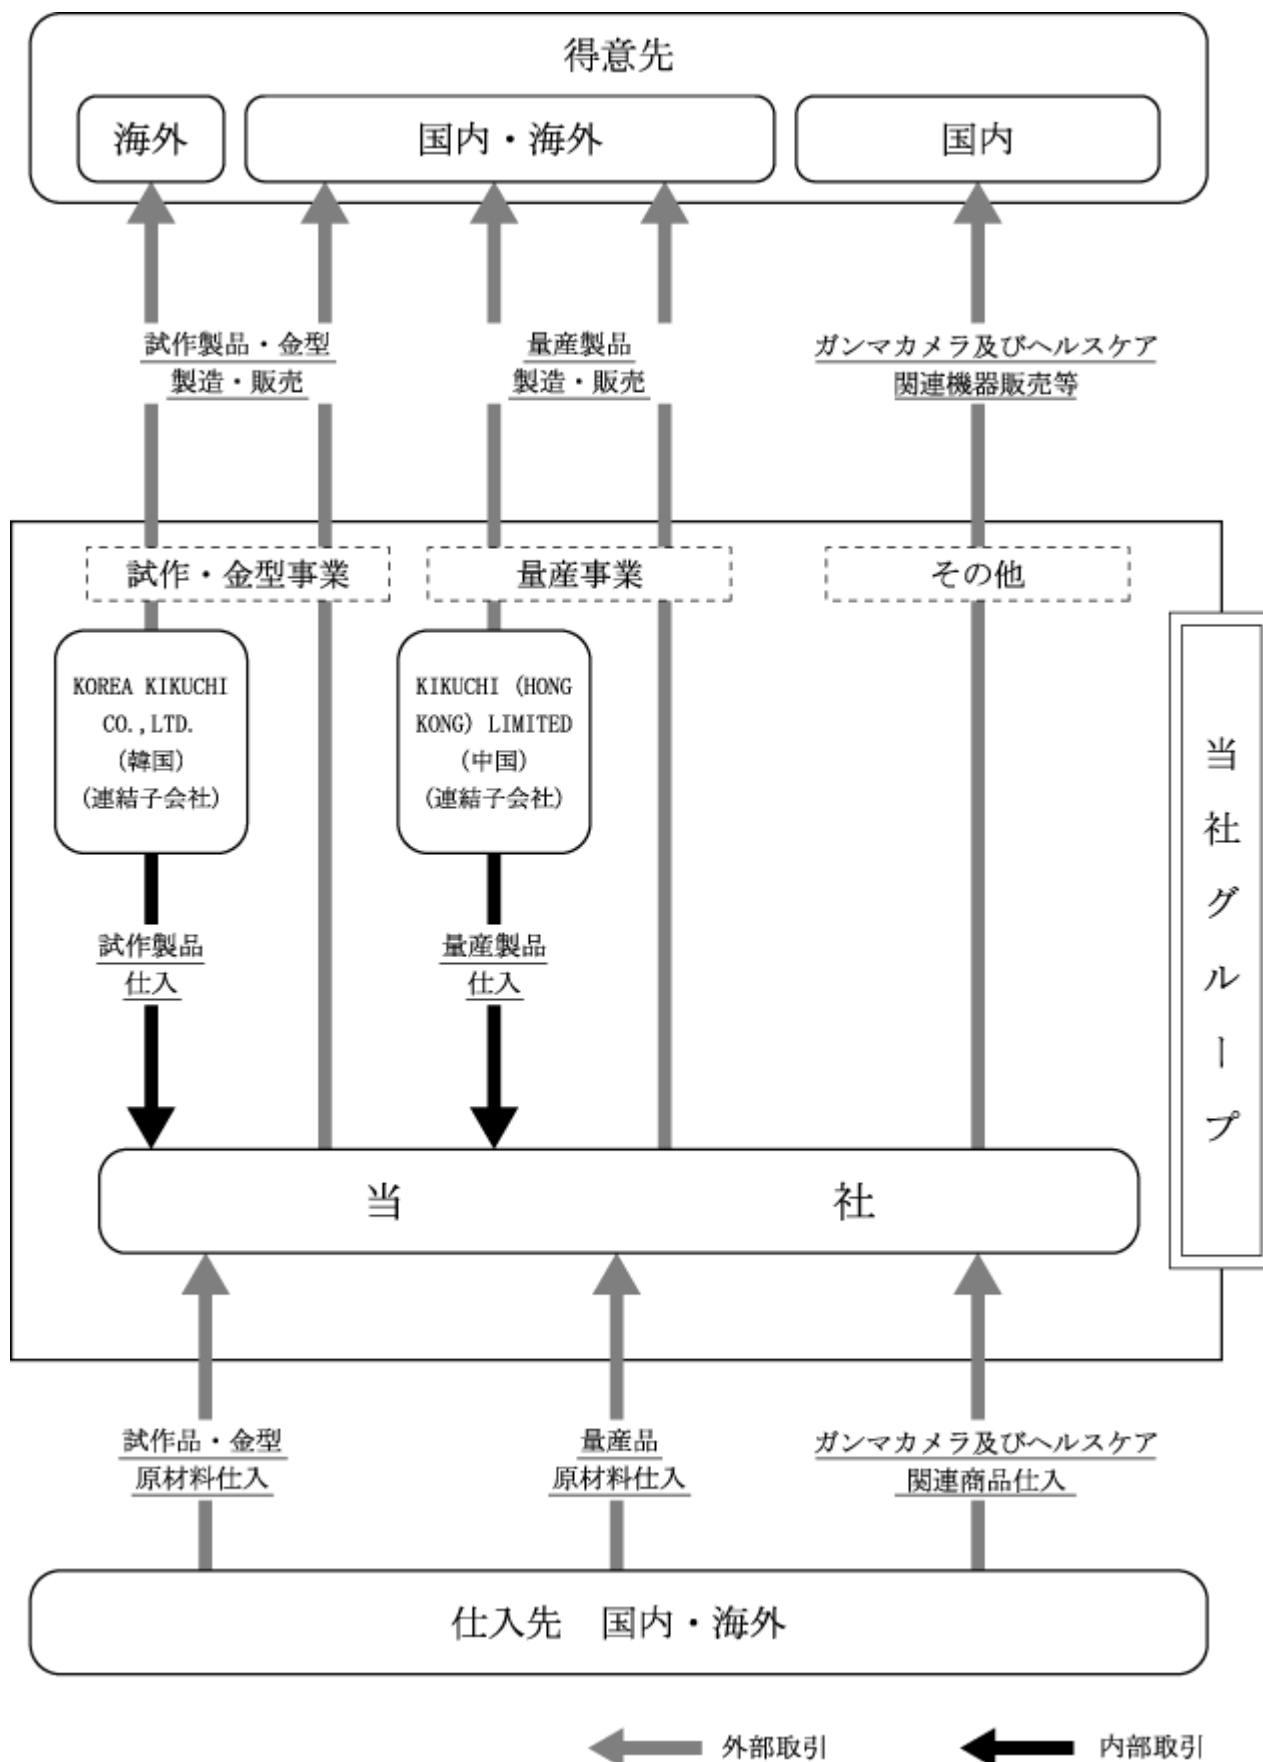 得意先
海外
国内・海外
国内
試作製品・金型
製造・販売
量産製品
製造・販売
ガンマカメラ及びヘルスケア
関連機器販売等
試作・金型事業
量産事業
その他
KOREA KIKUCHI
CO.,LTD.
(韓国)
(連結子会社)
KIKUCHI (HONG
KONG) LIMITED
(中国)
(連結子会社)
当社グループ
試作製品
仕入
量産製品
仕入
当社
試作品・金型
原材料仕入
量産品
原材料仕入
ガンマカメラ及びヘルスケア
関連商品仕入
仕入先 国内・海外
外部取引
内部取引